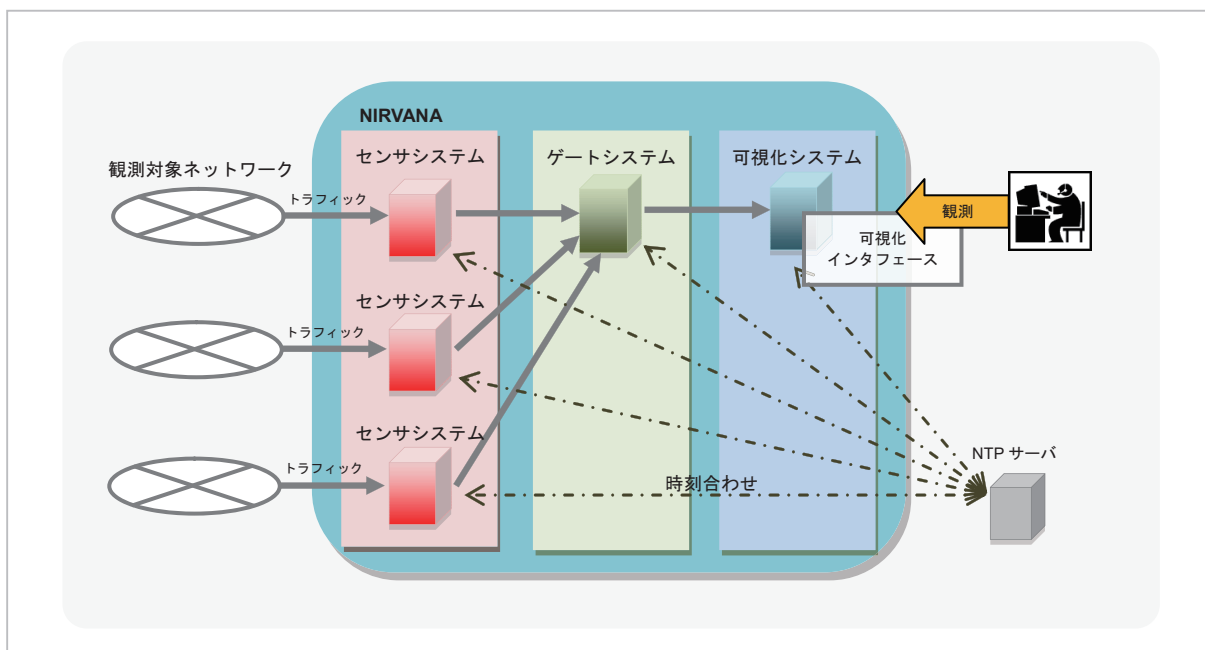 NIRVANA
観測対象ネットワーク
センサシステム
ゲートシステム
可視化システム
トラフィック
観測
可視化
インタフェース
センサシステム
トラフィック
センサシステム
トラフィック
時刻合わせ
NTP サーバ